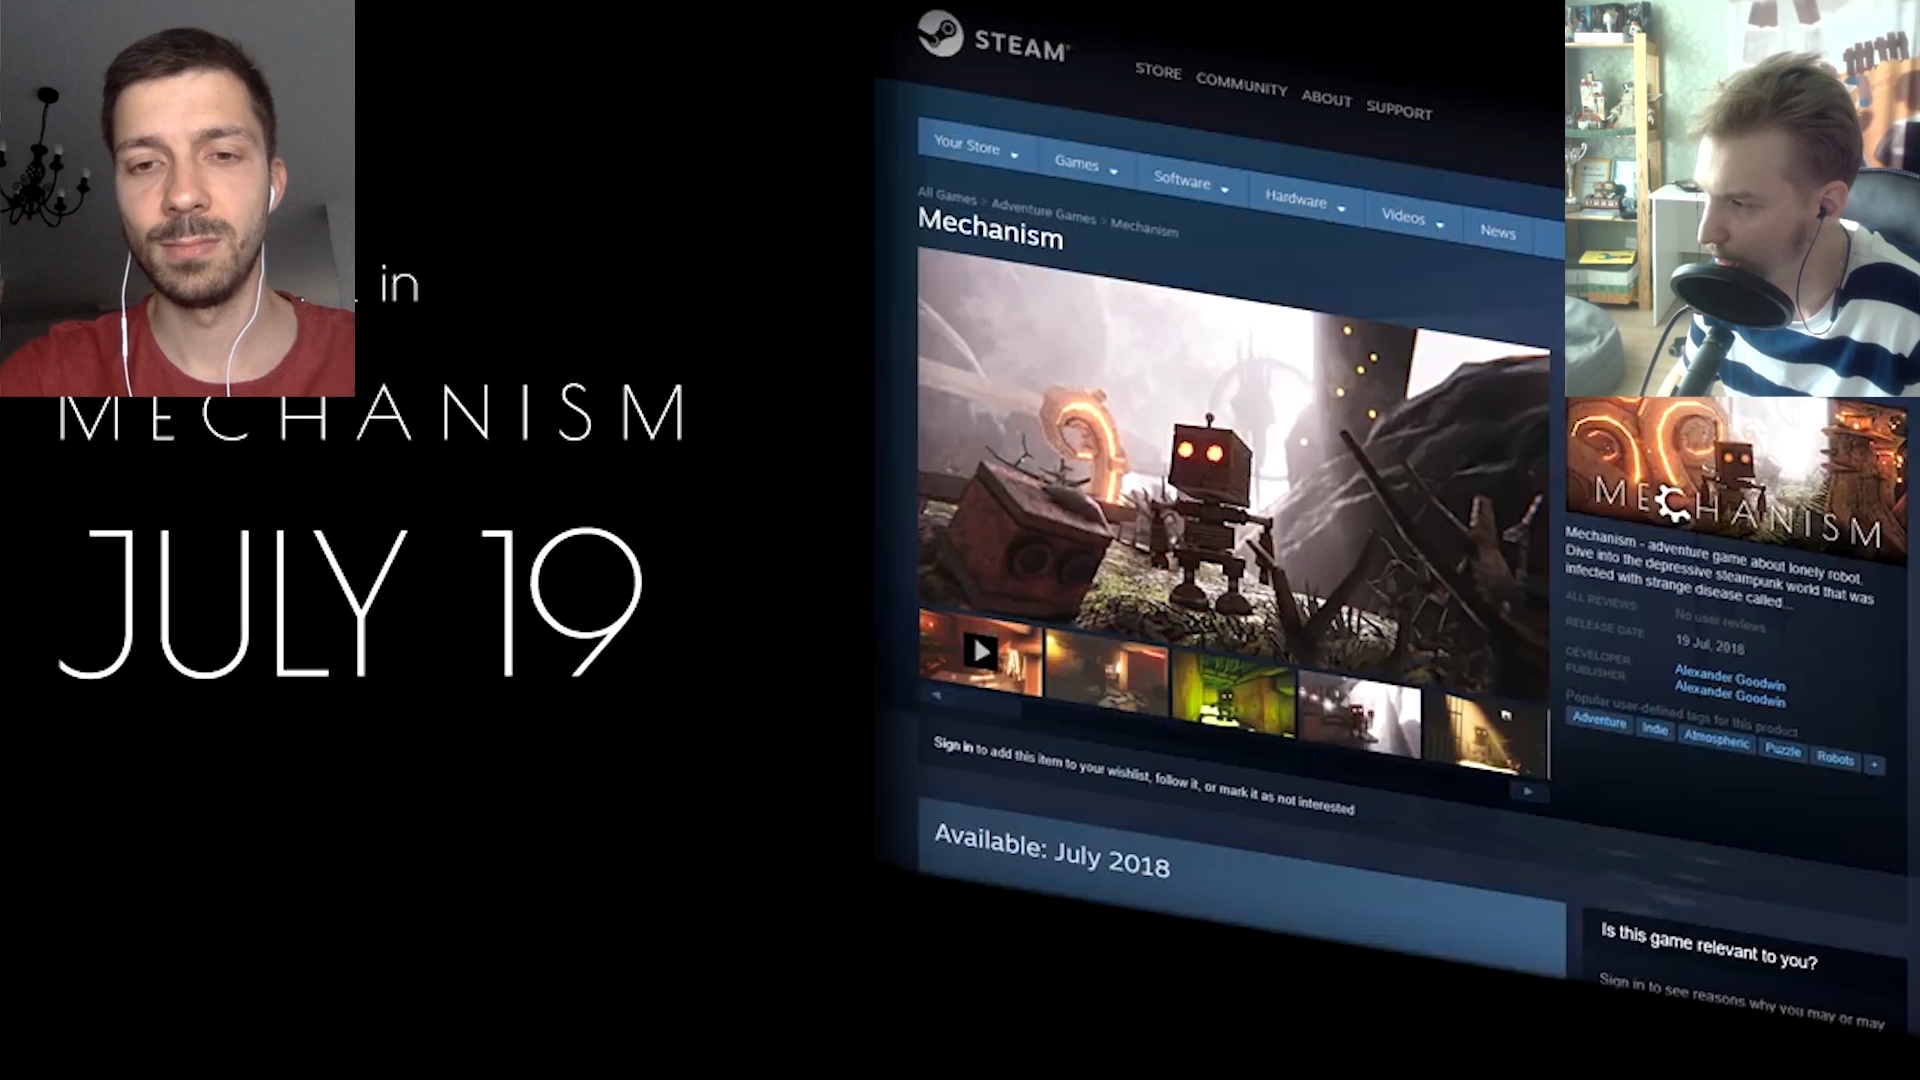 in
MECHANISM
JULY 19
STEAM
STORE COMMUNITY ABOUT SUPPORT
Your Store Games Software Hardware Videos News
All Games > Adventure Games > Mechanism
Mechanism
MECHANISM
Mechanism - adventure game about lonely robot.
Dive into the depressive steampunk world that was
infected with strange disease called...
ALL REVIEWS No user reviews
RELEASE DATE 19 Jul, 2018
DEVELOPER Alexander Goodwin
PUBLISHER Alexander Goodwin
Popular user-defined tags for this product
Adventure Indie Atmospheric Puzzle Robots +
Sign in to add this item to your wishlist, follow it, or mark it as not interested
Available: July 2018
Is this game relevant to you?
Sign in to see reasons why you may or may